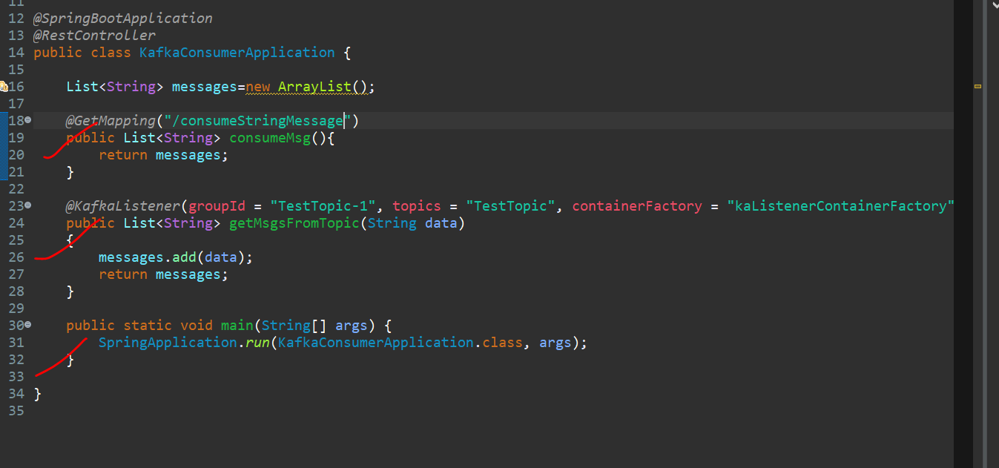 11
12 @SpringBootApplication
13 @RestController
14 public class KafkaConsumerApplication {
15
16 List<String> messages=new ArrayList();
17
18 @GetMapping("/consumeStringMessage")
19 public List<String> consumeMsg(){
20 return messages;
21 }
22
23 @KafkaListener(groupId = "TestTopic-1", topics = "TestTopic", containerFactory = "kaListenerContainerFactory"
24 public List<String> getMsgsFromTopic(String data)
25 {
26 messages.add(data);
27 return messages;
28 }
29
30 public static void main(String[] args) {
31 SpringApplication.run(KafkaConsumerApplication.class, args);
32 }
33
34 }
35